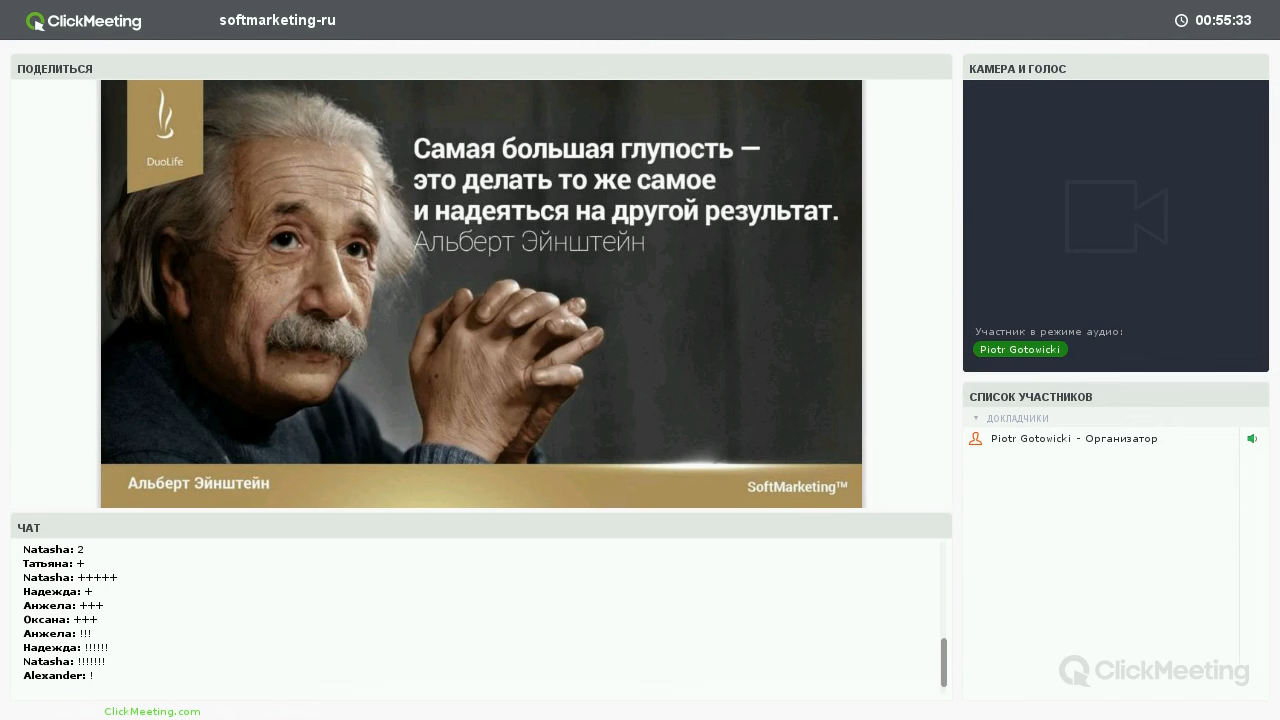 ClickMeeting
softmarketing-ru
00:55:33
ПОДЕЛИТЬСЯ
DuoLife
Самая большая глупость —
это делать то же самое
и надеяться на другой результат.
Альберт Эйнштейн
Альберт Эйнштейн
SoftMarketing™
ЧАТ
Natasha: 2
Татьяна: +
Natasha: +++++
Надежда: +
Анжела: +++
Оксана: +++
Анжела: !!!
Надежда: !!!!!!
Natasha: !!!!!!!
Alexander: !
КАМЕРА И ГОЛОС
Участник в режиме аудио:
Piotr Gotowicki
СПИСОК УЧАСТНИКОВ
ДОКЛАДЧИКИ
Piotr Gotowicki - Организатор
ClickMeeting
ClickMeeting.com